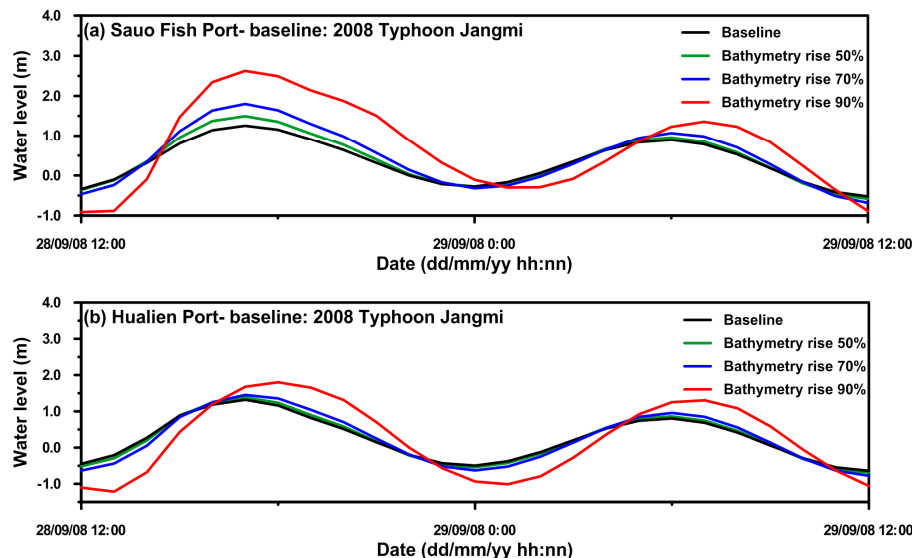 (a) Sauo Fish Port- baseline: 2008 Typhoon Jangmi
Baseline
Bathymetry rise 50%
Bathymetry rise 70%
Bathymetry rise 90%
Water level (m)
4.0
3.0
2.0
1.0
0.0
-1.0
28/09/08 12:00
29/09/08 0:00
29/09/08 12:00
Date (dd/mm/yy hh:nn)
(b) Hualien Port- baseline: 2008 Typhoon Jangmi
Baseline
Bathymetry rise 50%
Bathymetry rise 70%
Bathymetry rise 90%
Water level (m)
4.0
3.0
2.0
1.0
0.0
-1.0
28/09/08 12:00
29/09/08 0:00
29/09/08 12:00
Date (dd/mm/yy hh:nn)